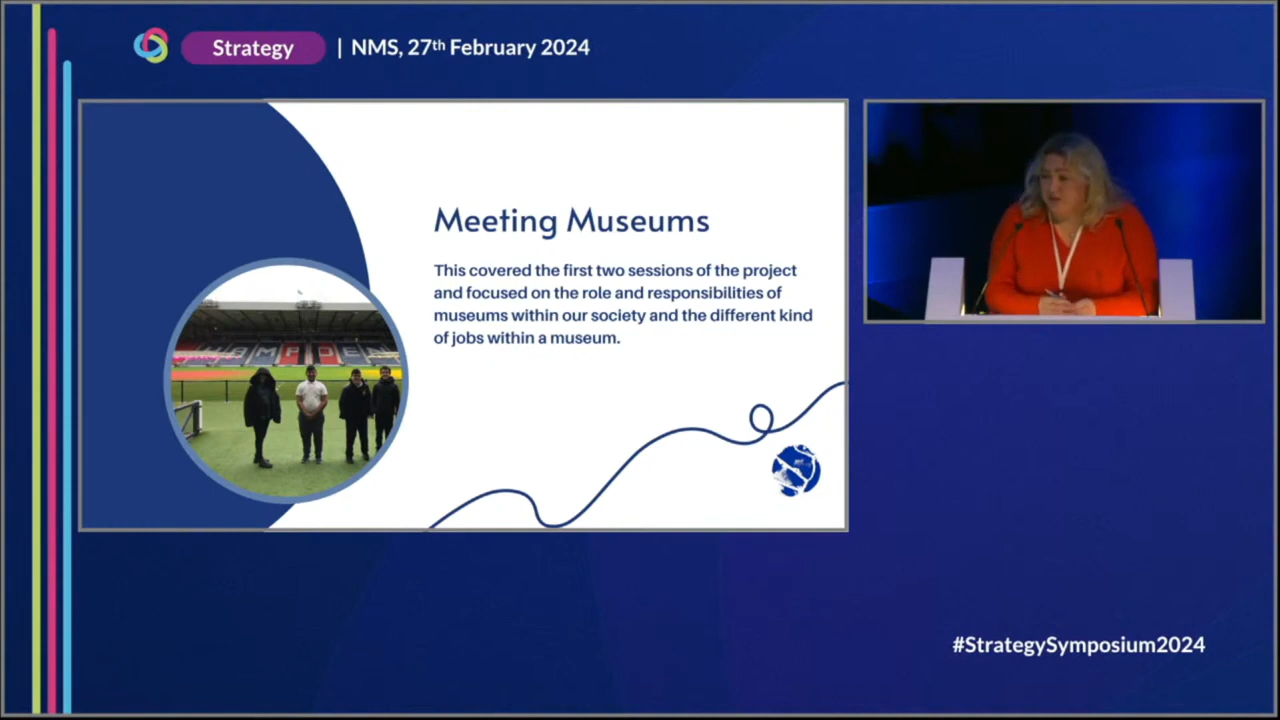 Strategy | NMS, 27th February 2024
Meeting Museums
This covered the first two sessions of the project
and focused on the role and responsibilities of
museums within our society and the different kind
of jobs within a museum.
HAMPDEN
#StrategySymposium2024